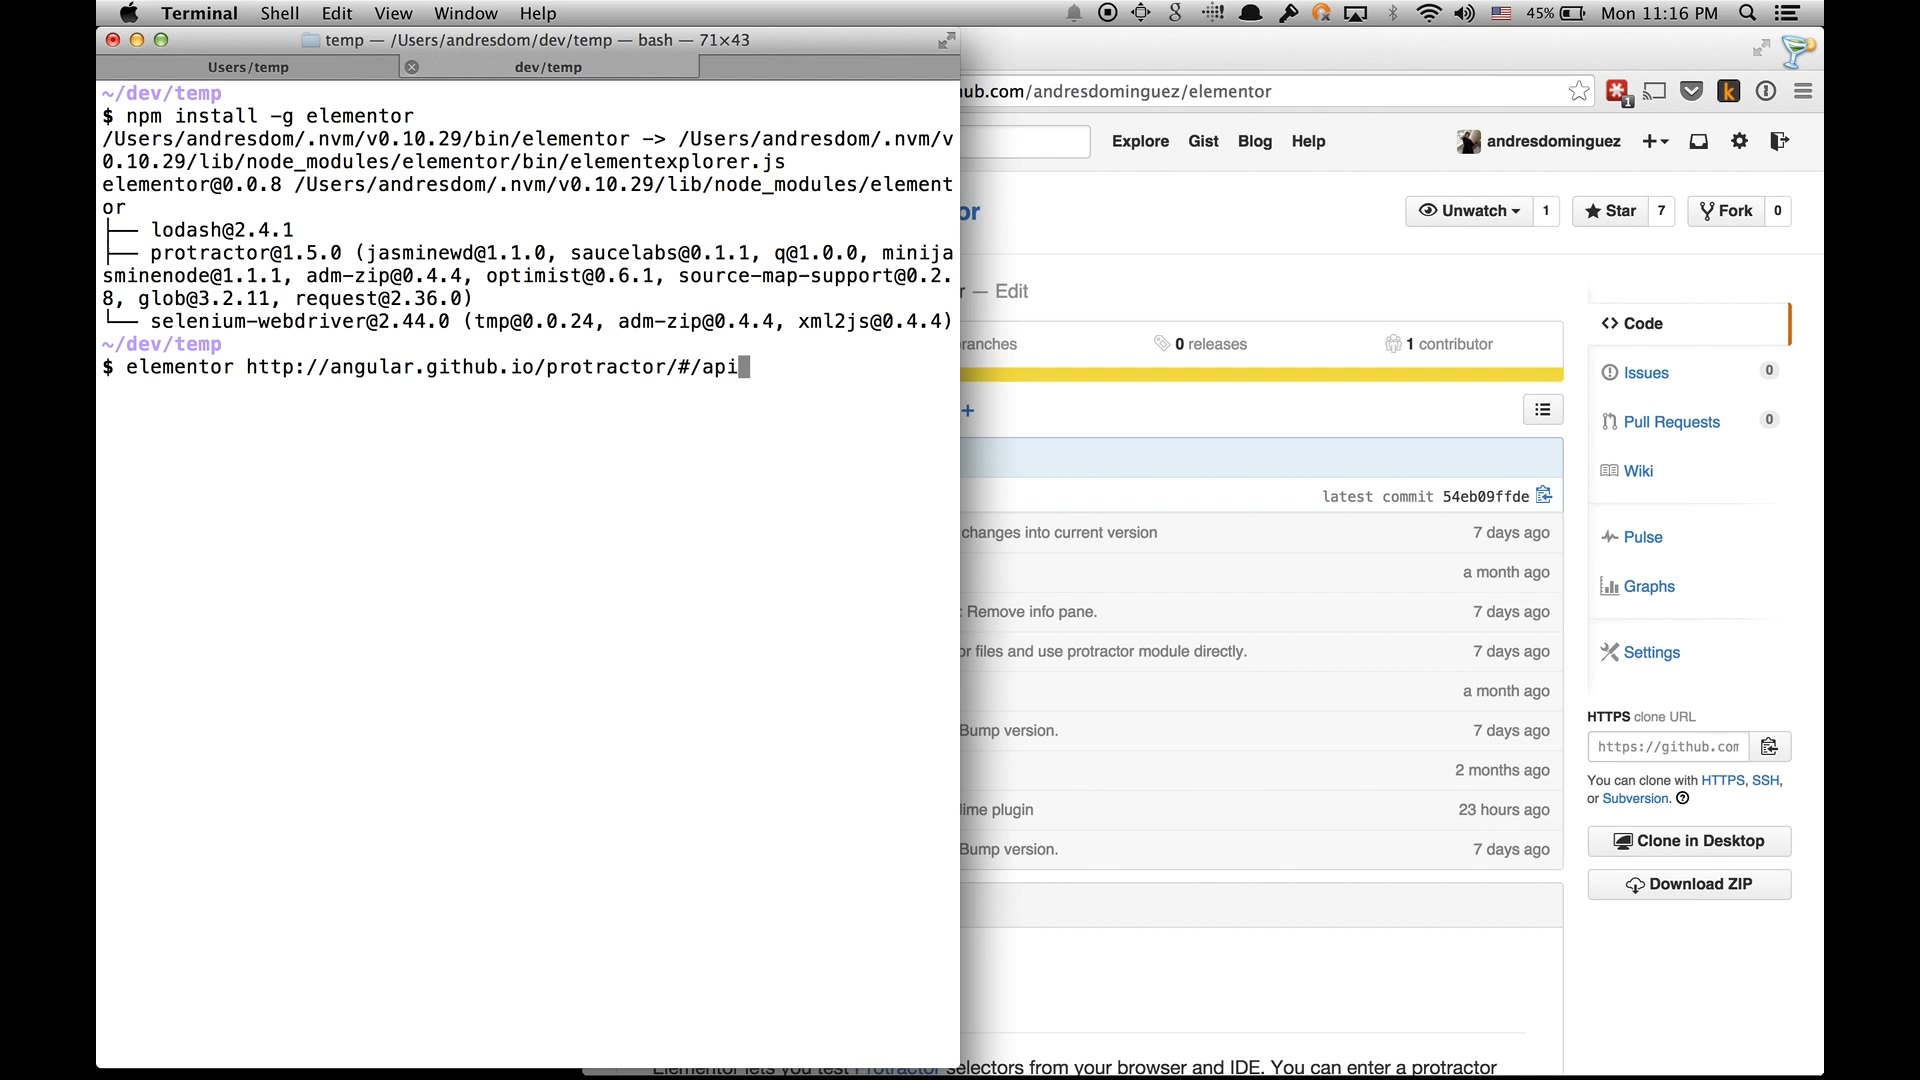 Terminal Shell Edit View Window Help 45% Mon 11:16 PM
temp — /Users/andresdom/dev/temp — bash — 71×43
Users/temp dev/temp
~/dev/temp
$ npm install -g elementor
/Users/andresdom/.nvm/v0.10.29/bin/elementor -> /Users/andresdom/.nvm/v
0.10.29/lib/node_modules/elementor/bin/elementexplorer.js
elementor@0.0.8 /Users/andresdom/.nvm/v0.10.29/lib/node_modules/element
or
├── lodash@2.4.1
├── protractor@1.5.0 (jasminewd@1.1.0, saucelabs@0.1.1, q@1.0.0, minija
sminenode@1.1.1, adm-zip@0.4.4, optimist@0.6.1, source-map-support@0.2.
8, glob@3.2.11, request@2.36.0)
└── selenium-webdriver@2.44.0 (tmp@0.0.24, adm-zip@0.4.4, xml2js@0.4.4)
~/dev/temp
$ elementor http://angular.github.io/protractor/#/api
ub.com/andresdominguez/elementor
1
k
Explore Gist Blog Help andresdominguez
or
Unwatch 1 Star 7 Fork 0
r — Edit
ranches 0 releases 1 contributor
+
latest commit 54eb09ffde
changes into current version 7 days ago
a month ago
: Remove info pane. 7 days ago
or files and use protractor module directly. 7 days ago
a month ago
Bump version. 7 days ago
2 months ago
lime plugin 23 hours ago
Bump version. 7 days ago
Code
Issues 0
Pull Requests 0
Wiki
Pulse
Graphs
Settings
HTTPS clone URL
https://github.com
You can clone with HTTPS, SSH,
or Subversion.
Clone in Desktop
Download ZIP
Elementor lets you test Protractor selectors from your browser and IDE. You can enter a protractor